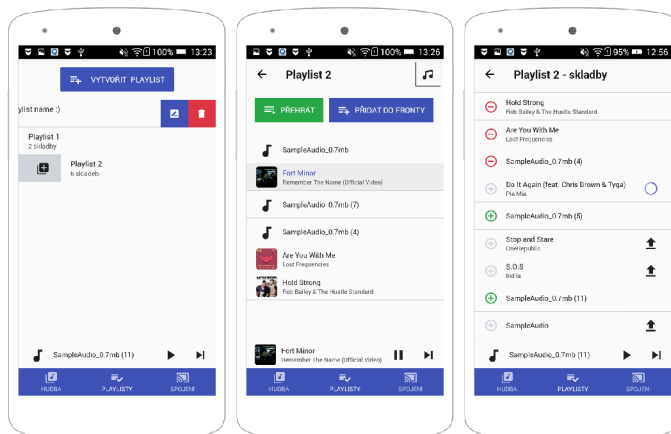 13:23
VYTVOŘIT PLAYLIST
ylist name :)
Playlist 1
2 skladby
Playlist 2
6 skladeb
SampleAudio_0.7mb (11)
HUDBA
PLAYLISTY
SPOJENÍ
100% 13:26
Playlist 2
PŘEHRÁT
PŘIDAT DO FRONTY
SampleAudio_0.7mb
Fort Minor
Remember The Name (Official Video)
SampleAudio_0.7mb (7)
SampleAudio_0.7mb (4)
Are You With Me
Lost Frequencies
Hold Strong
Rob Bailey & The Hustle Standard
Fort Minor
Remember The Name (Official Video)
HUDBA
PLAYLISTY
SPOJENÍ
95% 12:56
Playlist 2 - skladby
Hold Strong
Rob Bailey & The Hustle Standard
Are You With Me
Lost Frequencies
SampleAudio_0.7mb (4)
Do It Again (feat. Chris Brown & Tyga)
Pia Mia
SampleAudio_0.7mb (5)
Stop and Stare
OneRepublic
S.O.S
Indila
SampleAudio_0.7mb (11)
SampleAudio
SampleAudio_0.7mb (11)
HUDBA
PLAYLISTY
SPOJENÍ